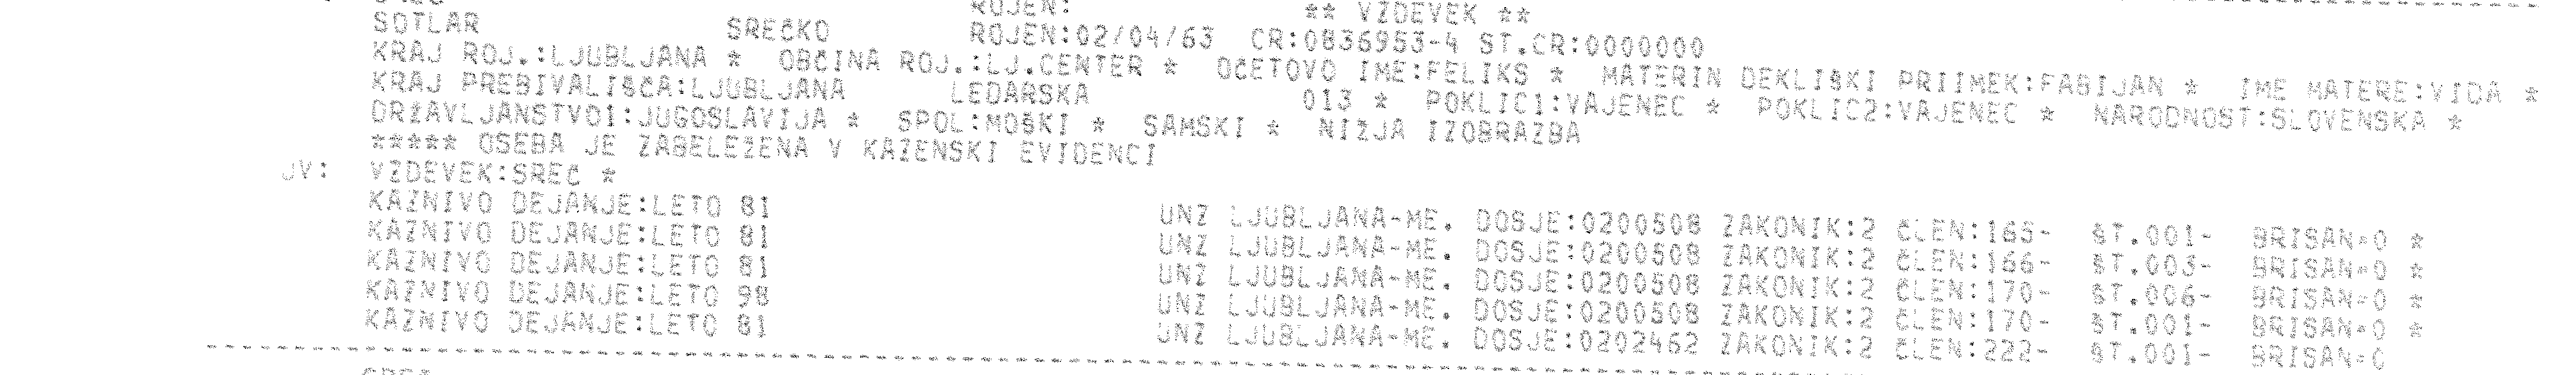 ROJEN: ** VZDEVEK **
SOTLAR SREČKO ROJEN:02/04/63 CR:0836953-4 ST.CR:0000000
KRAJ ROJ.:LJUBLJANA * OBČINA ROJ.:LJ.CENTER * OČETOVO IME:FELIKS * MATERIN DEKLIŠKI PRIIMEK:FABIJAN * IME MATERE:VIDA *
KRAJ PREBIVALIŠČA:LJUBLJANA LEDARSKA 013 * POKLIC1:VAJENEC * POKLIC2:VAJENEC * NARODNOST:SLOVENSKA *
DRŽAVLJANSTVO1:JUGOSLAVIJA * SPOL:MOŠKI * SAMSKI * NIŽJA IZOBRAZBA
***** OSEBA JE ZABELEŽENA V KAZENSKI EVIDENCI
JV: VZDEVEK:SREČ *
KAZNIVO DEJANJE:LETO 81 UNZ LJUBLJANA-ME. DOSJE:0200508 ZAKONIK:2 ČLEN:165- ŠT.001- BRISAN=0 *
KAZNIVO DEJANJE:LETO 81 UNZ LJUBLJANA-ME. DOSJE:0200508 ZAKONIK:2 ČLEN:166- ŠT.003- BRISAN=0 *
KAZNIVO DEJANJE:LETO 81 UNZ LJUBLJANA-ME. DOSJE:0200508 ZAKONIK:2 ČLEN:170- ŠT.006- BRISAN=0 *
KAZNIVO DEJANJE:LETO 98 UNZ LJUBLJANA-ME. DOSJE:0200508 ZAKONIK:2 ČLEN:170- ŠT.001- BRISAN=0 *
KAZNIVO DEJANJE:LETO 81 UNZ LJUBLJANA-ME. DOSJE:0202462 ZAKONIK:2 ČLEN:222- ŠT.001- BRISAN=0